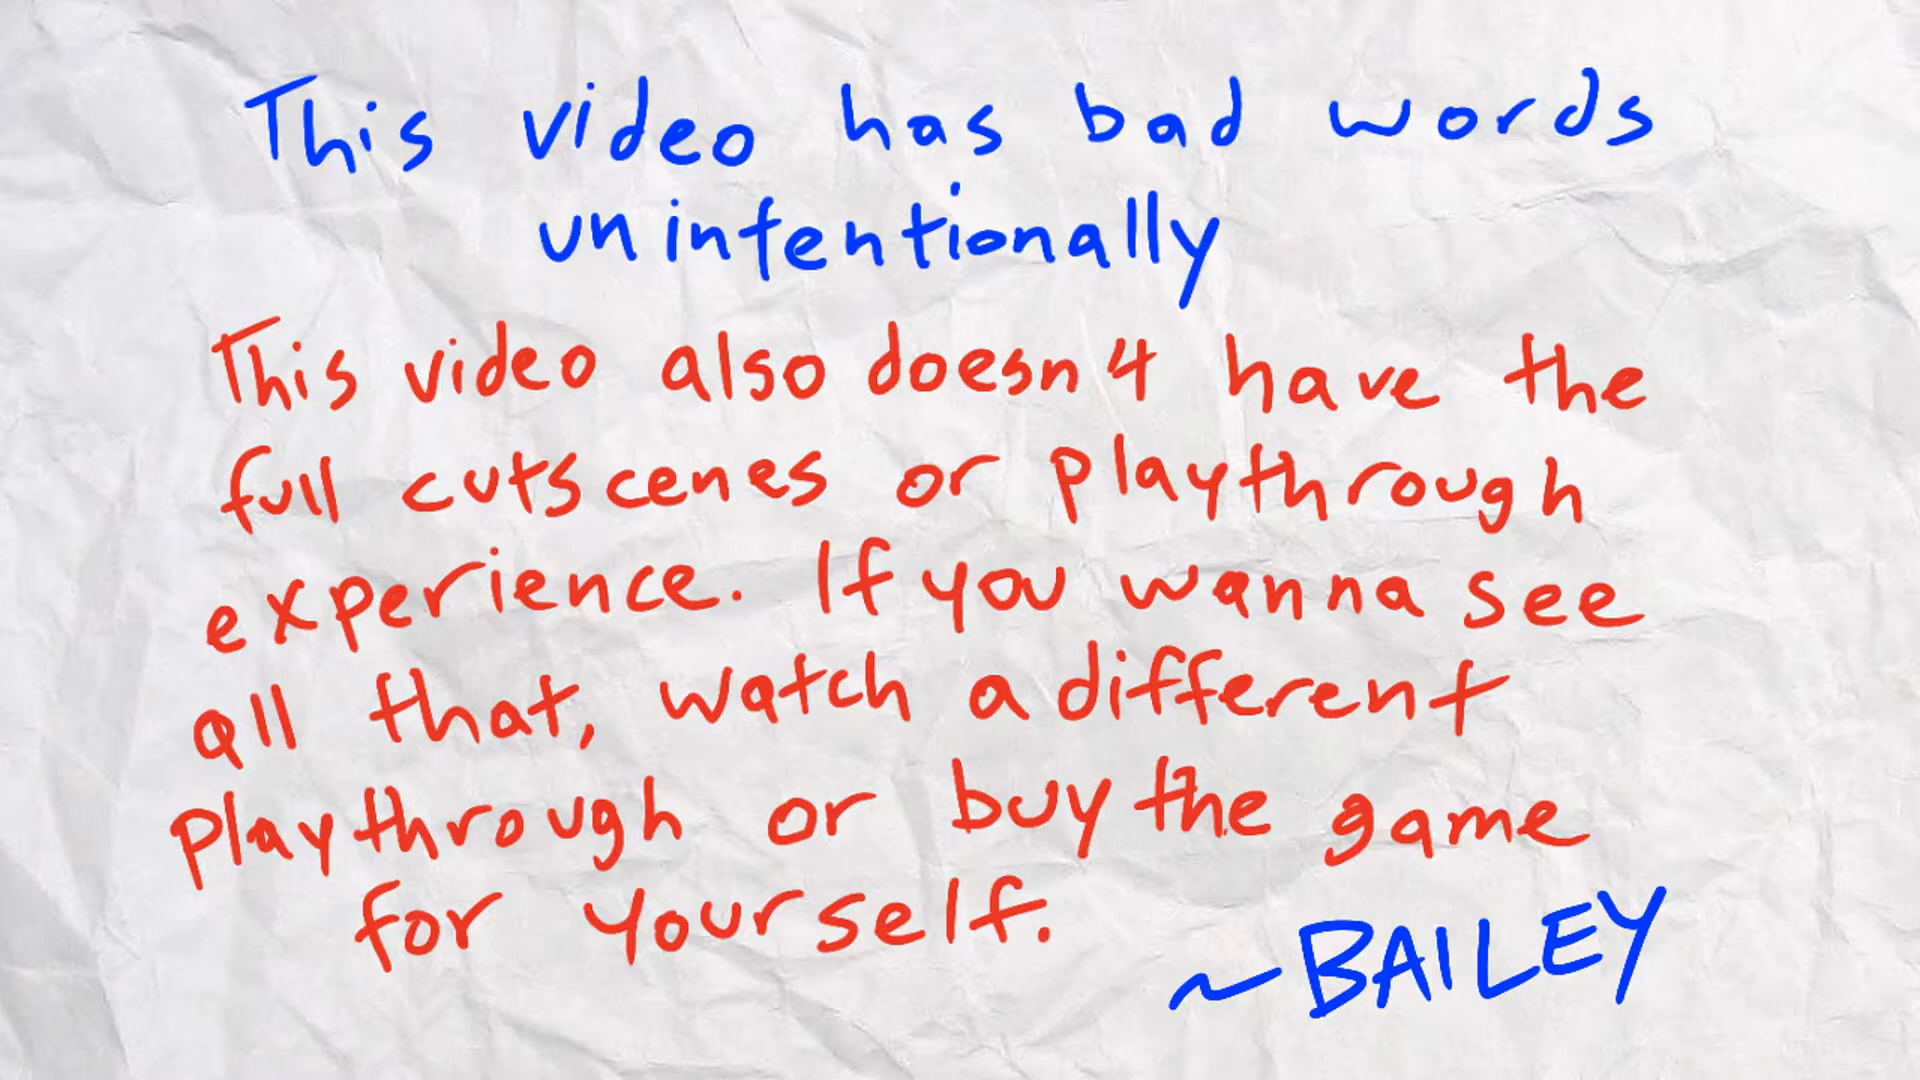 This video has bad words
unintentionally
This video also doesn't have the
full cutscenes or playthrough
experience. If you wanna see
all that, watch a different
playthrough or buy the game
for yourself.
~BAILEY